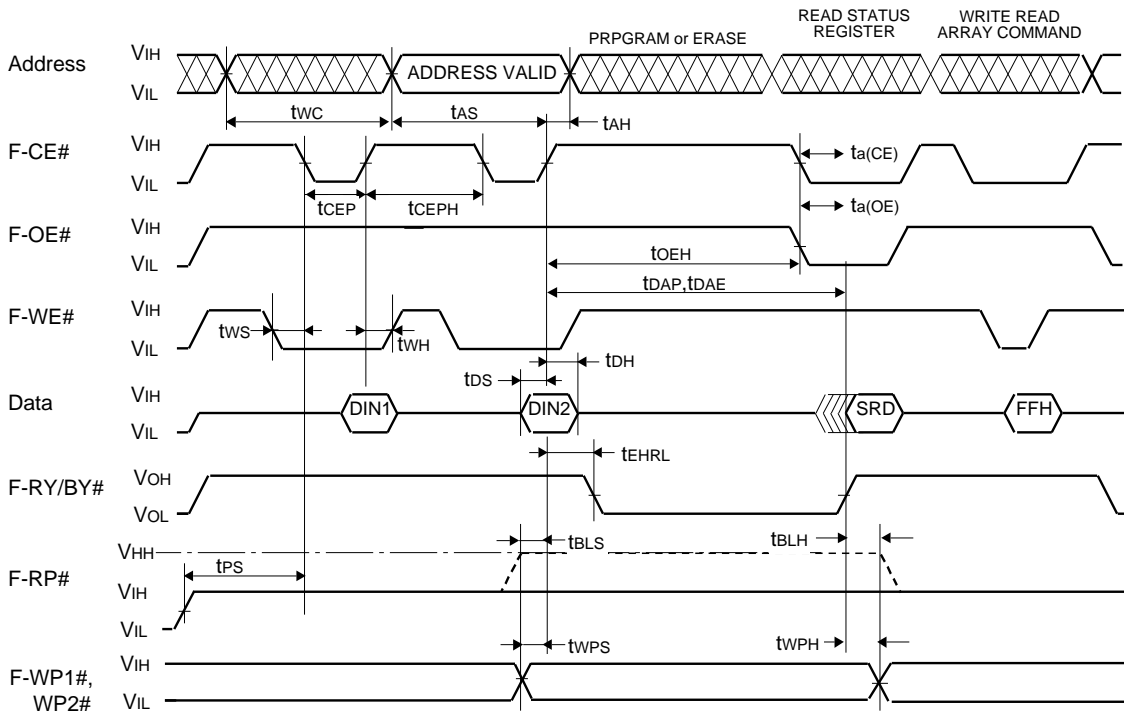 READ STATUS
REGISTER
WRITE READ
ARRAY COMMAND
PRPGRAM or ERASE
Address
VIH
VIL
ADDRESS VALID
tWC
tAS
tAH
F-CE#
VIH
VIL
tCEP
tCEPH
ta(CE)
ta(OE)
F-OE#
VIH
VIL
tOEH
tDAP,tDAE
F-WE#
VIH
VIL
tWS
tWH
tDS
tDH
Data
VIH
VIL
DIN1
DIN2
SRD
FFH
tEHRL
F-RY/BY#
VOH
VOL
tBLS
tBLH
F-RP#
VHH
VIH
VIL
tPS
tWPS
tWPH
F-WP1#,
WP2#
VIH
VIL